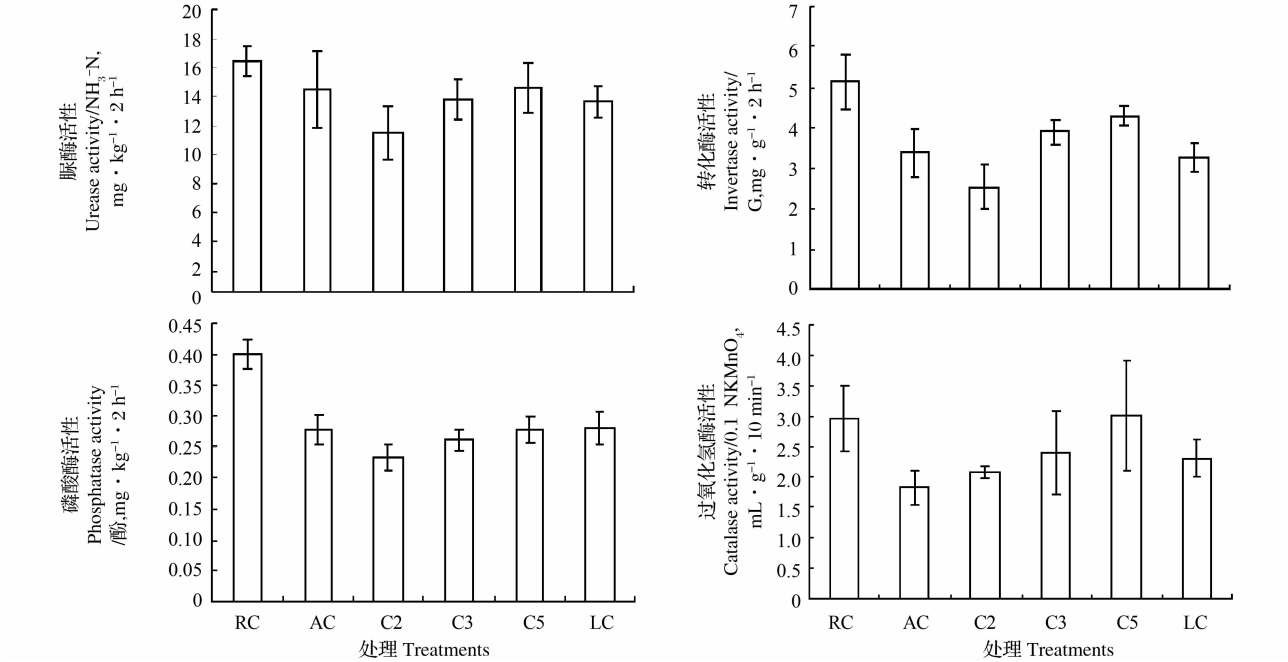 20
18
16
14
12
10
8
6
4
2
0
脲酶活性
Urease activity/NH₃⁻N,
mg·kg⁻¹·2 h⁻¹
7
6
5
4
3
2
1
0
转化酶活性
Invertase activity/
G,mg·g⁻¹·2 h⁻¹
0.45
0.40
0.35
0.30
0.25
0.20
0.15
0.10
0.05
0
磷酸酶活性
Phosphatase activity
/酚,mg·kg⁻¹·2 h⁻¹
RC AC C2 C3 C5 LC
处理 Treatments
4.5
4.0
3.5
3.0
2.5
2.0
1.5
1.0
0.5
0
过氧化氢酶活性
Catalase activity/0.1 NKMnO₄,
mL·g⁻¹·10 min⁻¹
RC AC C2 C3 C5 LC
处理 Treatments